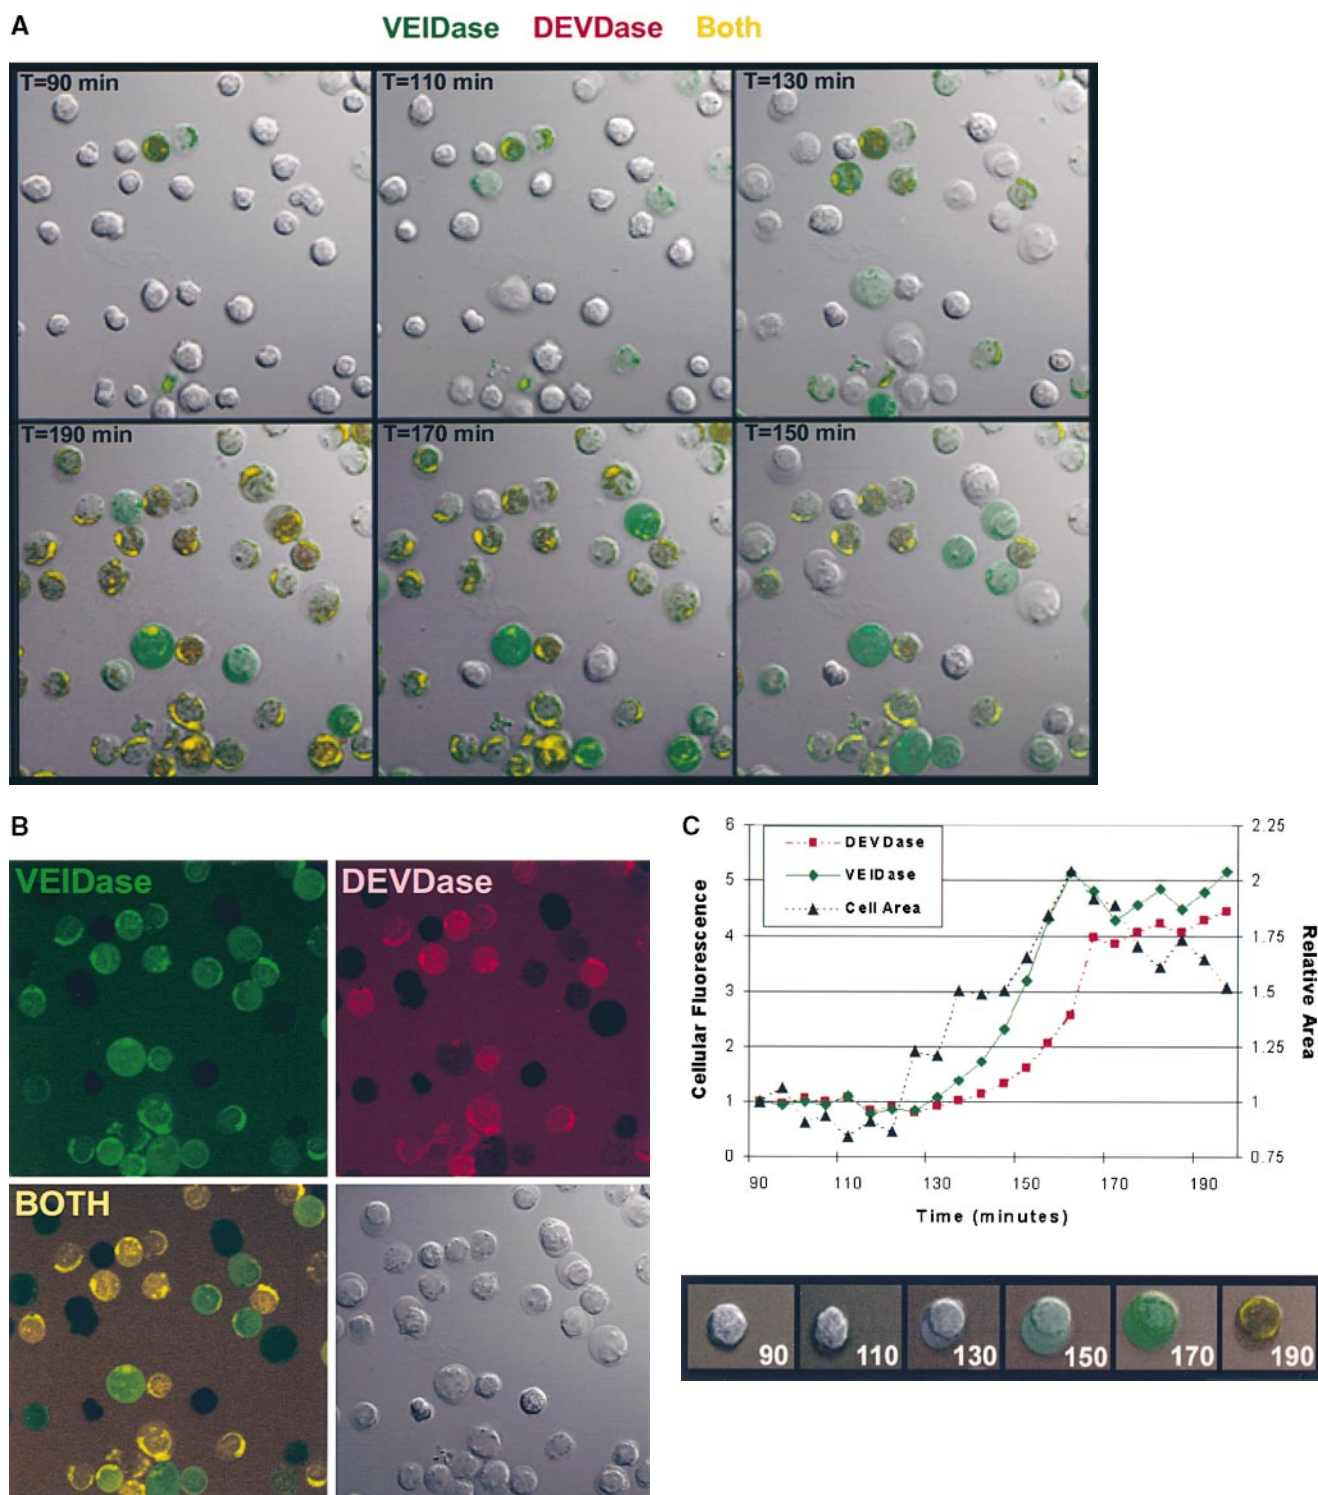 A
VEIDase DEVDase Both
T=90 min
T=110 min
T=130 min
T=190 min
T=170 min
T=150 min
B
VEIDase
DEVDase
BOTH
C
DEVDase
VEIDase
Cell Area
Cellular Fluorescence
6
5
4
3
2
1
0
2.25
2
1.75
1.5
1.25
1
0.75
Relative Area
90 110 130 150 170 190
Time (minutes)
90
110
130
150
170
190